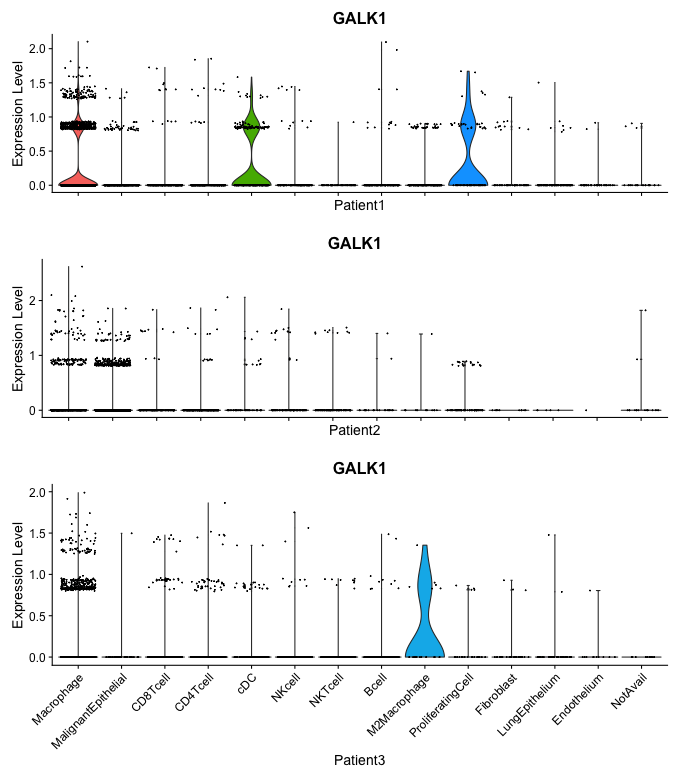 GALK1
Expression Level
2.0
1.5
1.0
0.5
0.0
Patient1
GALK1
Expression Level
2
1
0
Patient2
GALK1
Expression Level
2.0
1.5
1.0
0.5
0.0
Macrophage
MalignantEpithelial
CD8Tcell
CD4Tcell
cDC
NKcell
NKTcell
Bcell
M2Macrophage
ProliferatingCell
Fibroblast
LungEpithelium
Endothelium
NotAvail
Patient3